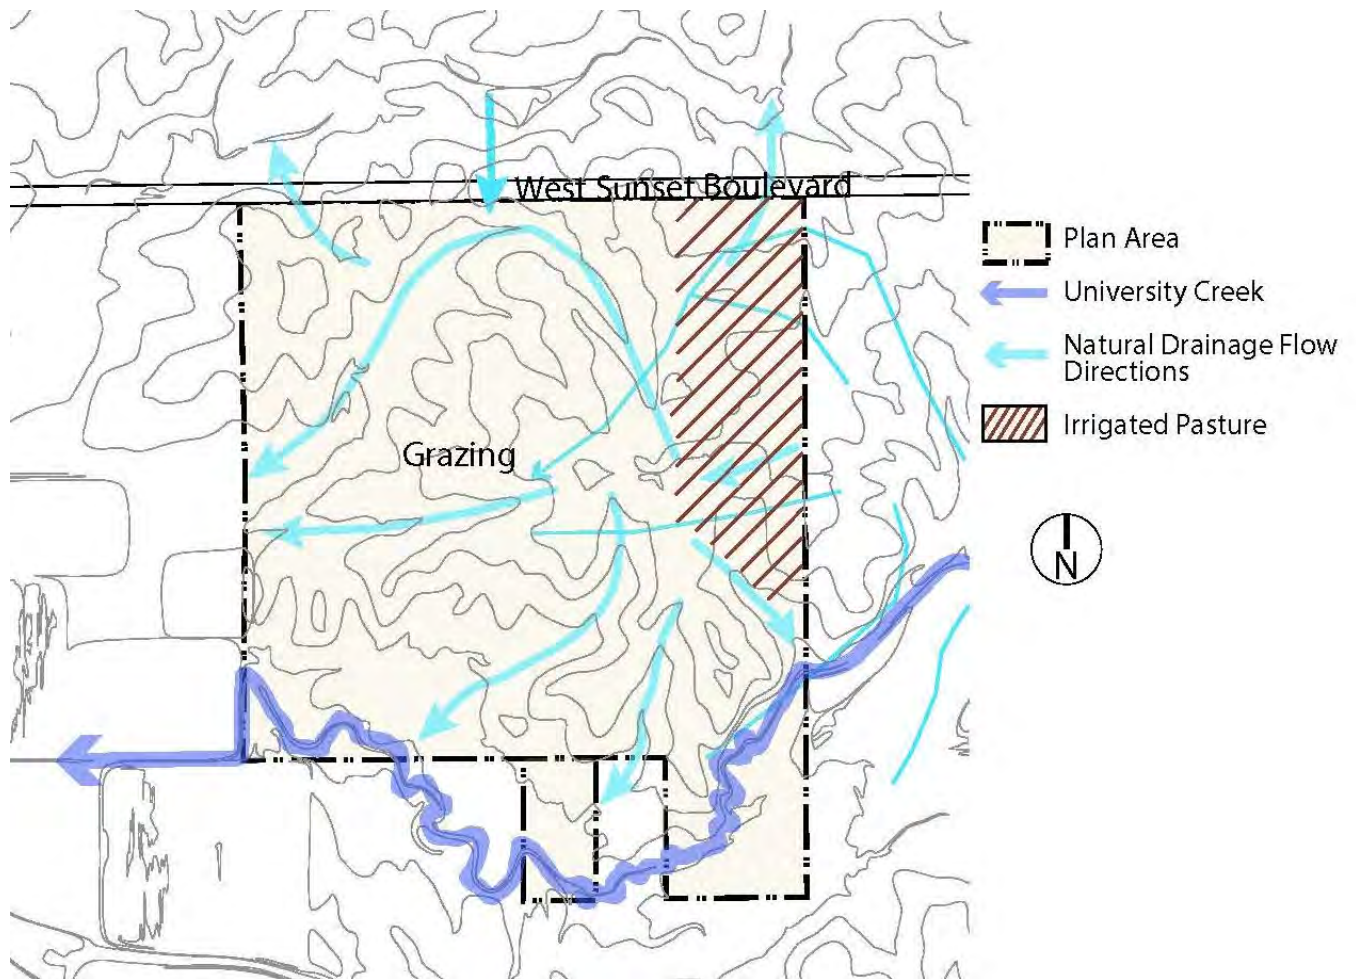 West Sunset Boulevard
Plan Area
University Creek
Natural Drainage Flow
Directions
Irrigated Pasture
Grazing
N